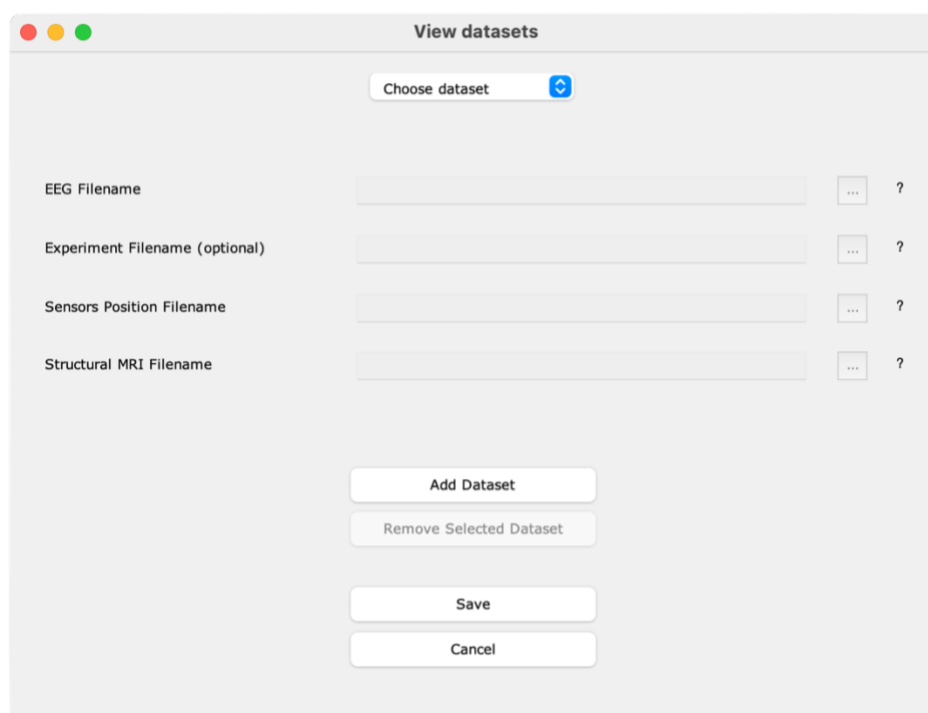 View datasets
Choose dataset
EEG Filename ... ?
Experiment Filename (optional) ... ?
Sensors Position Filename ... ?
Structural MRI Filename ... ?
Add Dataset
Remove Selected Dataset
Save
Cancel